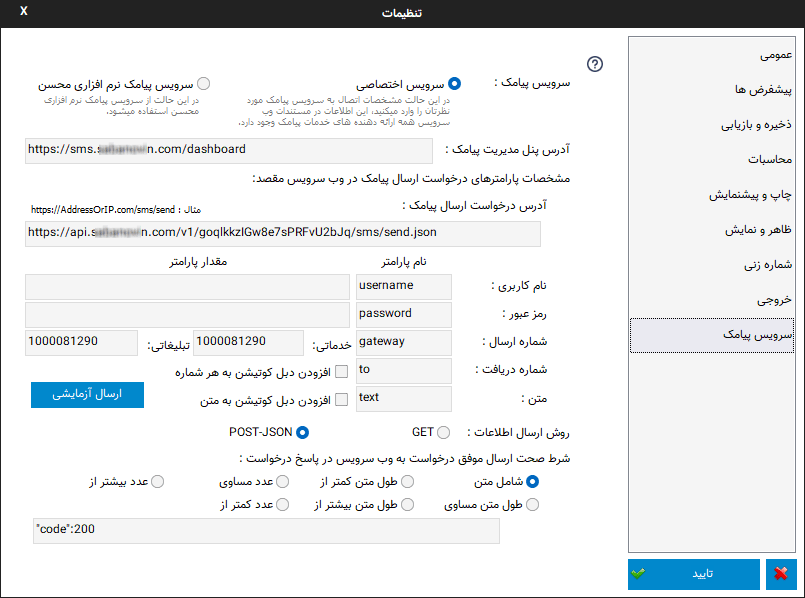 X
تنظیمات
عمومی
پیشفرض ها
ذخیره و بازیابی
محاسبات
چاپ و پیشنمایش
ظاهر و نمایش
شماره زنی
خروجی
سرویس پیامک
سرویس پیامک :
سرویس اختصاصی
سرویس پیامک نرم افزاری محسن
در این حالت مشخصات اتصال به سرویس پیامک مورد
نظرتان را وارد میکنید، این اطلاعات در مستندات وب
سرویس همه ارائه دهنده های خدمات پیامک وجود دارد.
در این حالت از سرویس پیامک نرم افزاری
محسن استفاده میشود.
آدرس پنل مدیریت پیامک :
https://sms.s n.com/dashboard
مشخصات پارامترهای درخواست ارسال پیامک در وب سرویس مقصد:
آدرس درخواست ارسال پیامک :
مثال : https://AddressOrIP.com/sms/send
https://api.s n.com/v1/goqlkkzIGw8e7sPRFvU2bJq/sms/send.json
نام پارامتر
مقدار پارامتر
نام کاربری :
username
رمز عبور :
password
شماره ارسال :
gateway
خدماتی:
1000081290
تبلیغاتی:
1000081290
شماره دریافت :
to
افزودن دبل کوتیشن به هر شماره
متن :
text
افزودن دبل کوتیشن به متن
ارسال آزمایشی
روش ارسال اطلاعات :
GET
POST-JSON
شرط صحت ارسال موفق درخواست به وب سرویس در پاسخ درخواست :
شامل متن
طول متن کمتر از
عدد مساوی
عدد بیشتر از
طول متن مساوی
طول متن بیشتر از
عدد کمتر از
"code":200
تایید